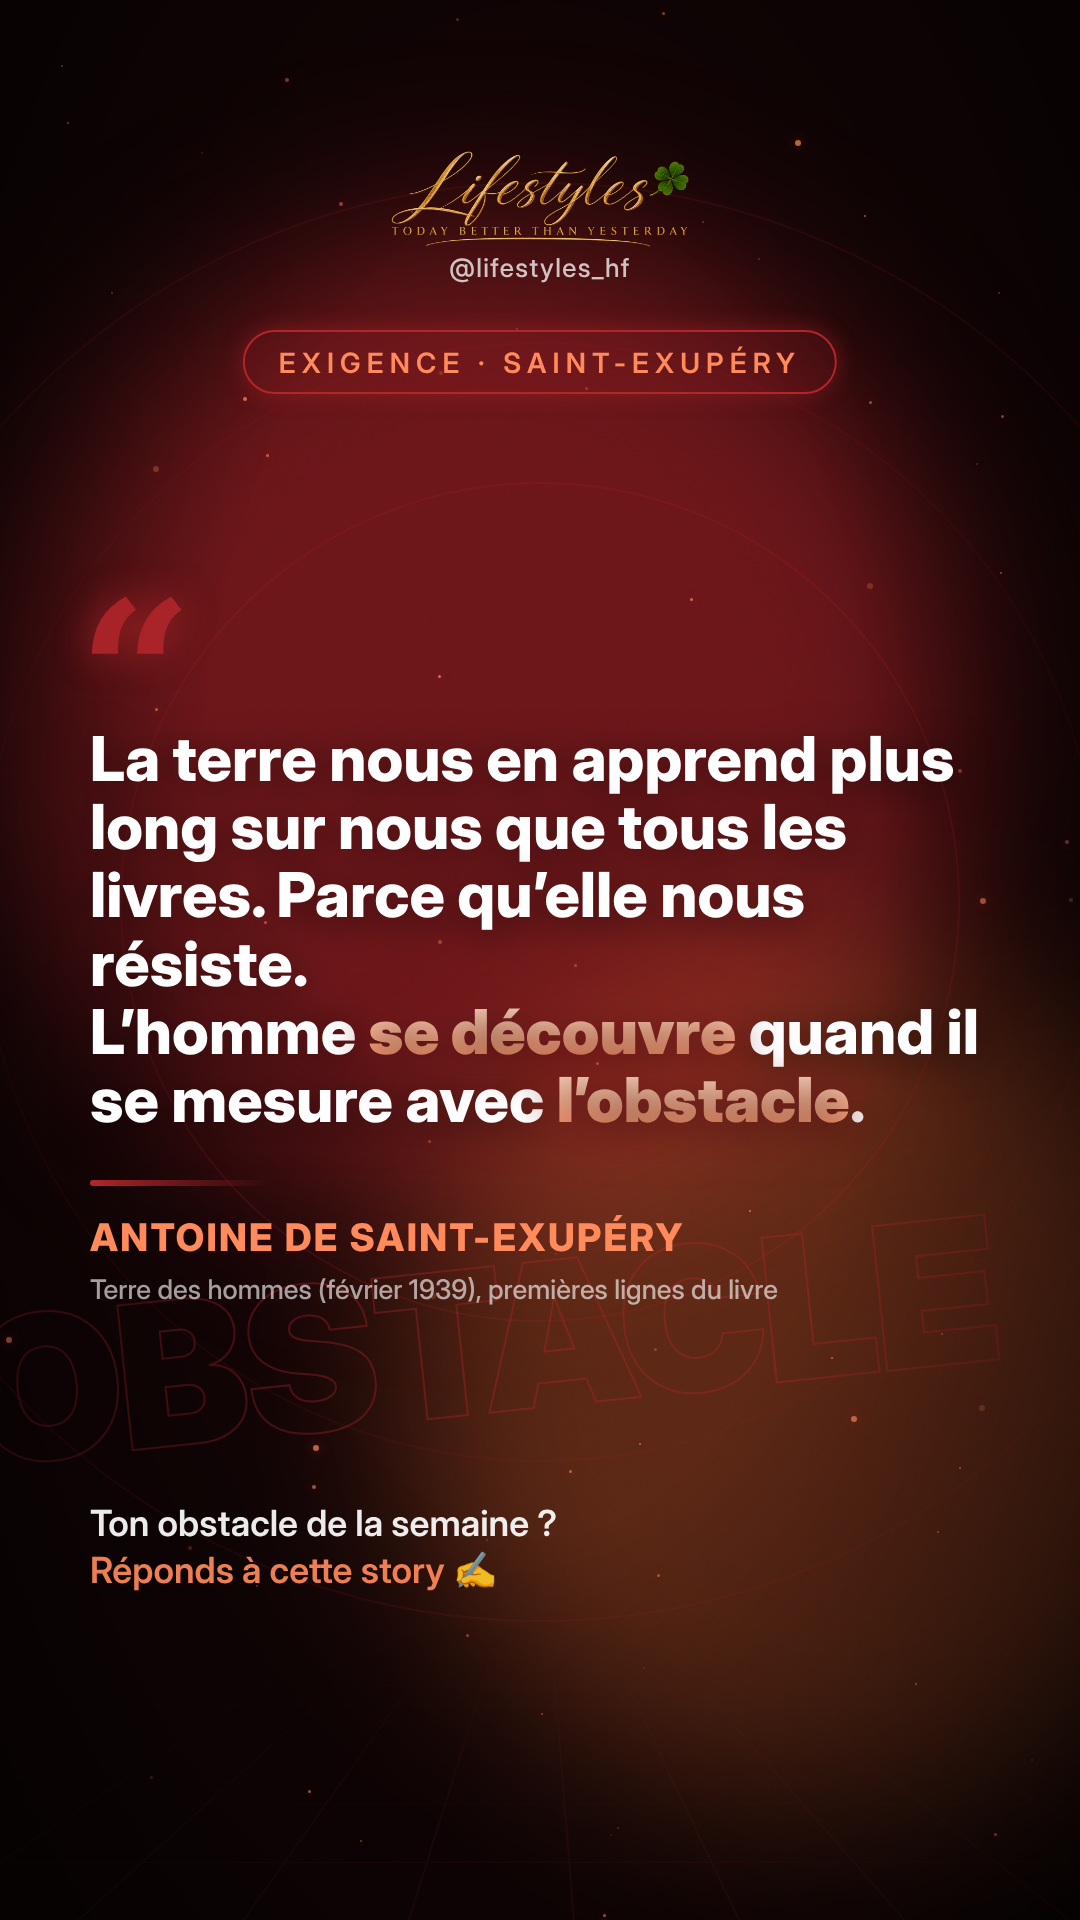 Lifestyles
TODAY BETTER THAN YESTERDAY
@lifestyles_hf
EXIGENCE · SAINT-EXUPÉRY
“
La terre nous en apprend plus
long sur nous que tous les
livres. Parce qu’elle nous
résiste.
L’homme se découvre quand il
se mesure avec l’obstacle.
ANTOINE DE SAINT-EXUPÉRY
Terre des hommes (février 1939), premières lignes du livre
OBSTACLE
Ton obstacle de la semaine ?
Réponds à cette story ✍️